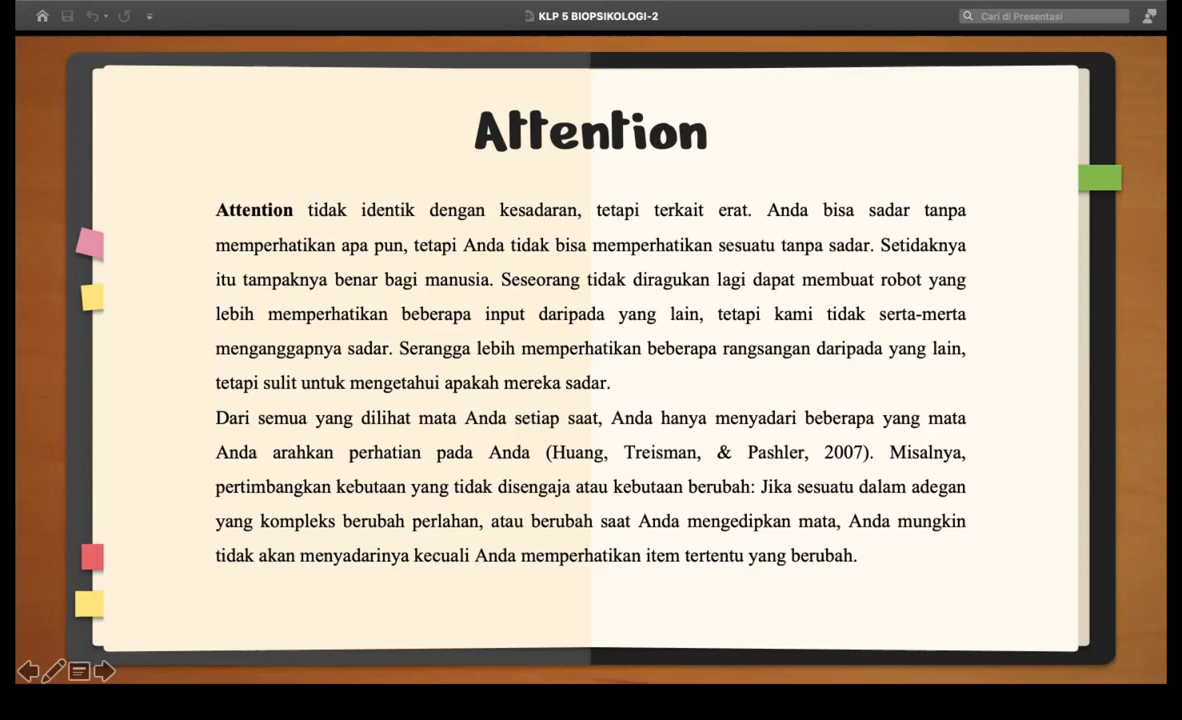 KLP 5 BIOPSIKOLOGI-2
Cari di Presentasi
Attention
Attention tidak identik dengan kesadaran, tetapi terkait erat. Anda bisa sadar tanpa
memperhatikan apa pun, tetapi Anda tidak bisa memperhatikan sesuatu tanpa sadar. Setidaknya
itu tampaknya benar bagi manusia. Seseorang tidak diragukan lagi dapat membuat robot yang
lebih memperhatikan beberapa input daripada yang lain, tetapi kami tidak serta-merta
menganggapnya sadar. Serangga lebih memperhatikan beberapa rangsangan daripada yang lain,
tetapi sulit untuk mengetahui apakah mereka sadar.
Dari semua yang dilihat mata Anda setiap saat, Anda hanya menyadari beberapa yang mata
Anda arahkan perhatian pada Anda (Huang, Treisman, & Pashler, 2007). Misalnya,
pertimbangkan kebutaan yang tidak disengaja atau kebutaan berubah: Jika sesuatu dalam adegan
yang kompleks berubah perlahan, atau berubah saat Anda mengedipkan mata, Anda mungkin
tidak akan menyadarinya kecuali Anda memperhatikan item tertentu yang berubah.